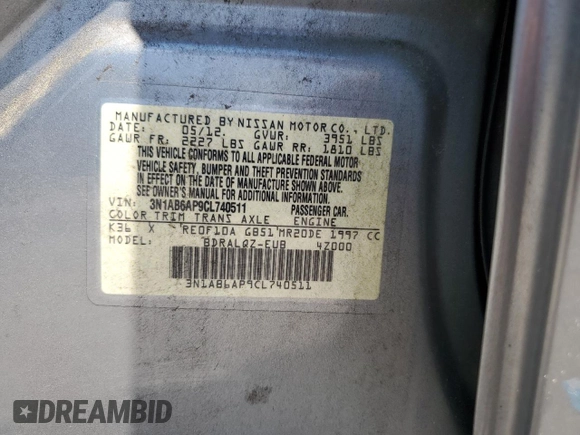 MANUFACTURED BY NISSAN MOTOR CO., LTD.
DATE: 05/12. GVWR: 3951 LBS
GAWR FR: 2227 LBS GAWR RR: 1810 LBS
THIS VEHICLE CONFORMS TO ALL APPLICABLE FEDERAL MOTOR
VEHICLE SAFETY, BUMPER AND THEFT PREVENTION STANDARDS
IN EFFECT ON THE DATE OF MANUFACTURE SHOWN ABOVE.
SEE OWNER'S MANUAL FOR ADDITIONAL INFORMATION.
VIN: 3N1AB6AP9CL740511 PASSENGER CAR.
COLOR TRIM TRANS AXLE ENGINE
K36 X RE0F10A GB51 MR20DE 1997 CC
BDRALQZ-EUB 4Z000
3N1AB6AP9CL740511
DREAMBID